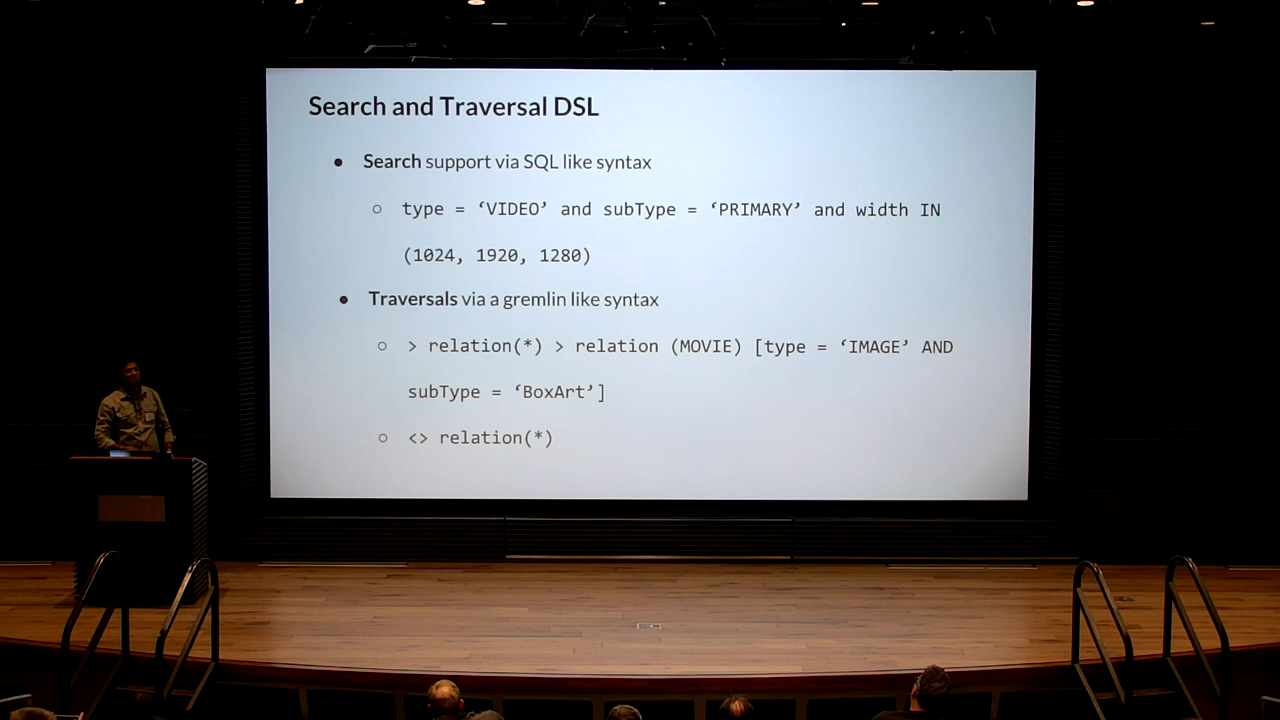 Search and Traversal DSL
● Search support via SQL like syntax
○ type = ‘VIDEO’ and subType = ‘PRIMARY’ and width IN
(1024, 1920, 1280)
● Traversals via a gremlin like syntax
○ > relation(*) > relation (MOVIE) [type = ‘IMAGE’ AND
subType = ‘BoxArt’]
○ <> relation(*)